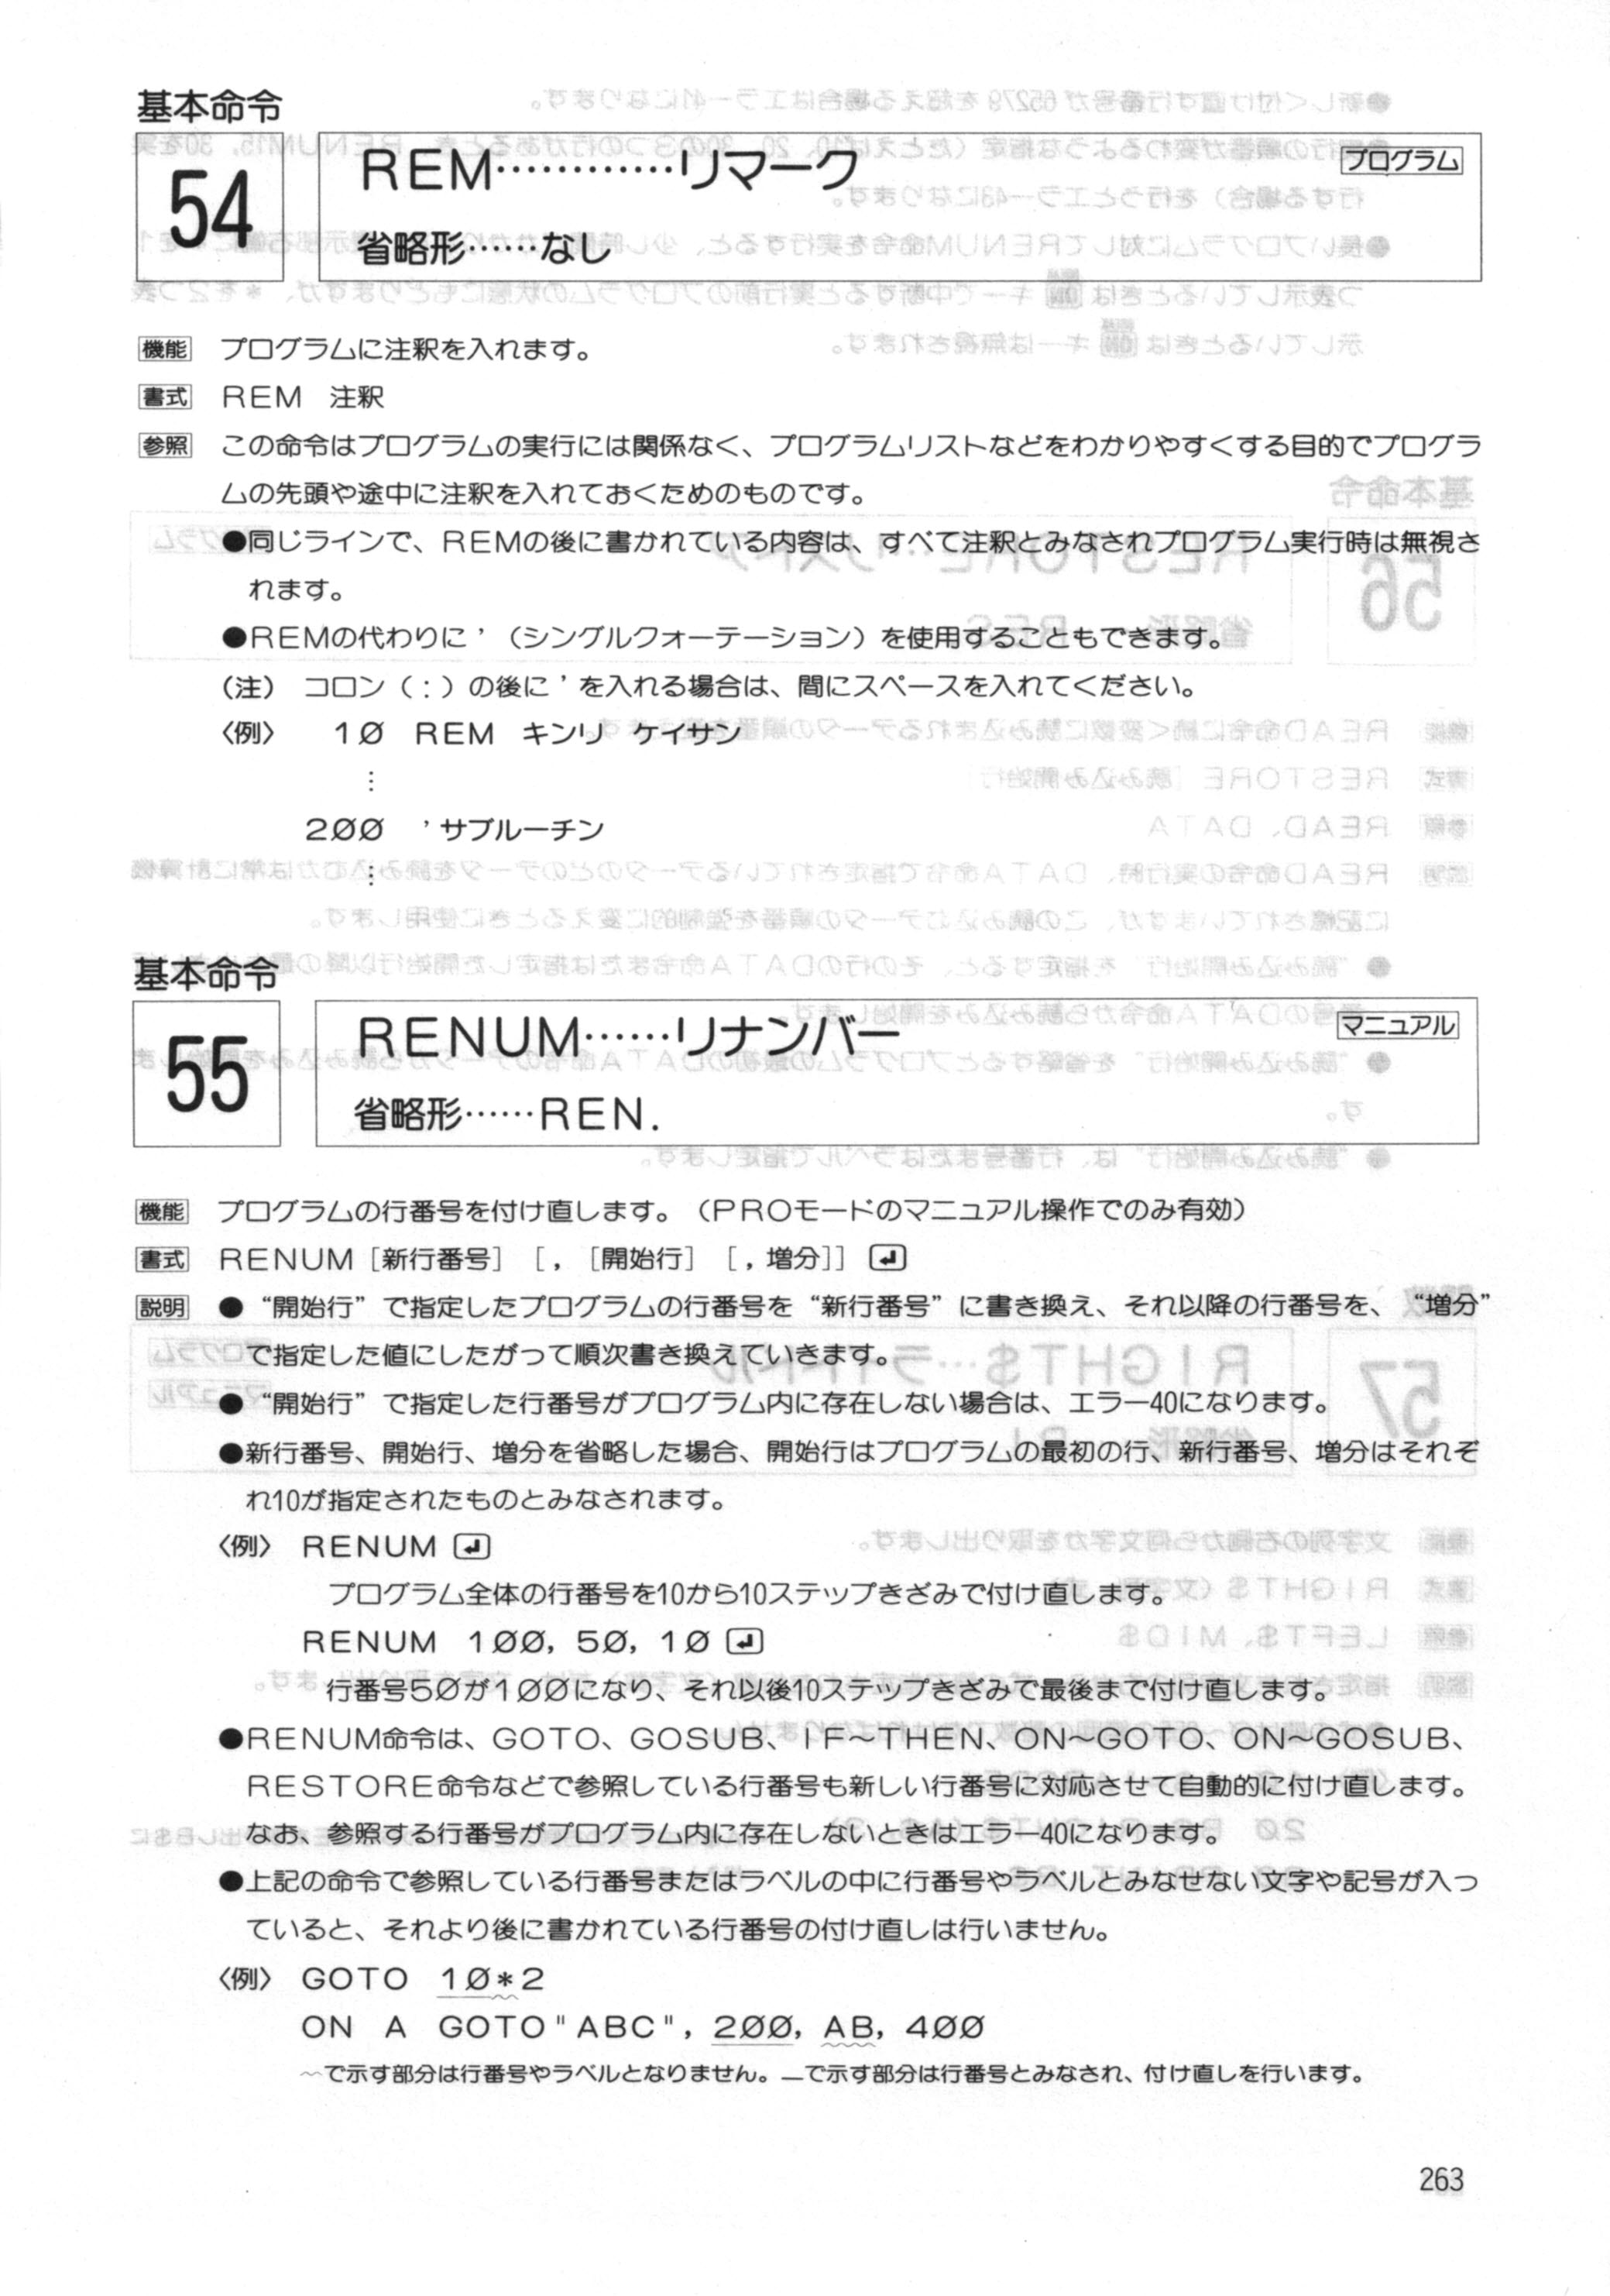 基本命令
54
REM…………リマーク
プログラム
省略形……なし
機能 プログラムに注釈を入れます。
書式 REM 注釈
参照 この命令はプログラムの実行には関係なく、プログラムリストなどをわかりやすくする目的でプログラ
ムの先頭や途中に注釈を入れておくためのものです。
●同じラインで、REMの後に書かれている内容は、すべて注釈とみなされプログラム実行時は無視さ
れます。
●REMの代わりに’（シングルクォーテーション）を使用することもできます。
（注） コロン（：）の後に’を入れる場合は、間にスペースを入れてください。
〈例〉 10 REM キンリ ケイサン
⋮
200 ’サブルーチン
⋮
基本命令
55
RENUM……リナンバー
マニュアル
省略形……REN.
機能 プログラムの行番号を付け直します。（PROモードのマニュアル操作でのみ有効）
書式 RENUM［新行番号］［，［開始行］［，増分］］ ↵
説明 ●“開始行”で指定したプログラムの行番号を“新行番号”に書き換え、それ以降の行番号を、“増分”
で指定した値にしたがって順次書き換えていきます。
●“開始行”で指定した行番号がプログラム内に存在しない場合は、エラー40になります。
●新行番号、開始行、増分を省略した場合、開始行はプログラムの最初の行、新行番号、増分はそれぞ
れ10が指定されたものとみなされます。
〈例〉 RENUM ↵
プログラム全体の行番号を10から10ステップきざみで付け直します。
RENUM 100, 50, 10 ↵
行番号50が100になり、それ以後10ステップきざみで最後まで付け直します。
●RENUM命令は、GOTO、GOSUB、IF～THEN、ON～GOTO、ON～GOSUB、
RESTORE命令などで参照している行番号も新しい行番号に対応させて自動的に付け直します。
なお、参照する行番号がプログラム内に存在しないときはエラー40になります。
●上記の命令で参照している行番号またはラベルの中に行番号やラベルとみなせない文字や記号が入っ
ていると、それより後に書かれている行番号の付け直しは行いません。
〈例〉 GOTO 10*2
ON A GOTO"ABC", 200, AB, 400
〜で示す部分は行番号やラベルとなりません。＿で示す部分は行番号とみなされ、付け直しを行います。
263